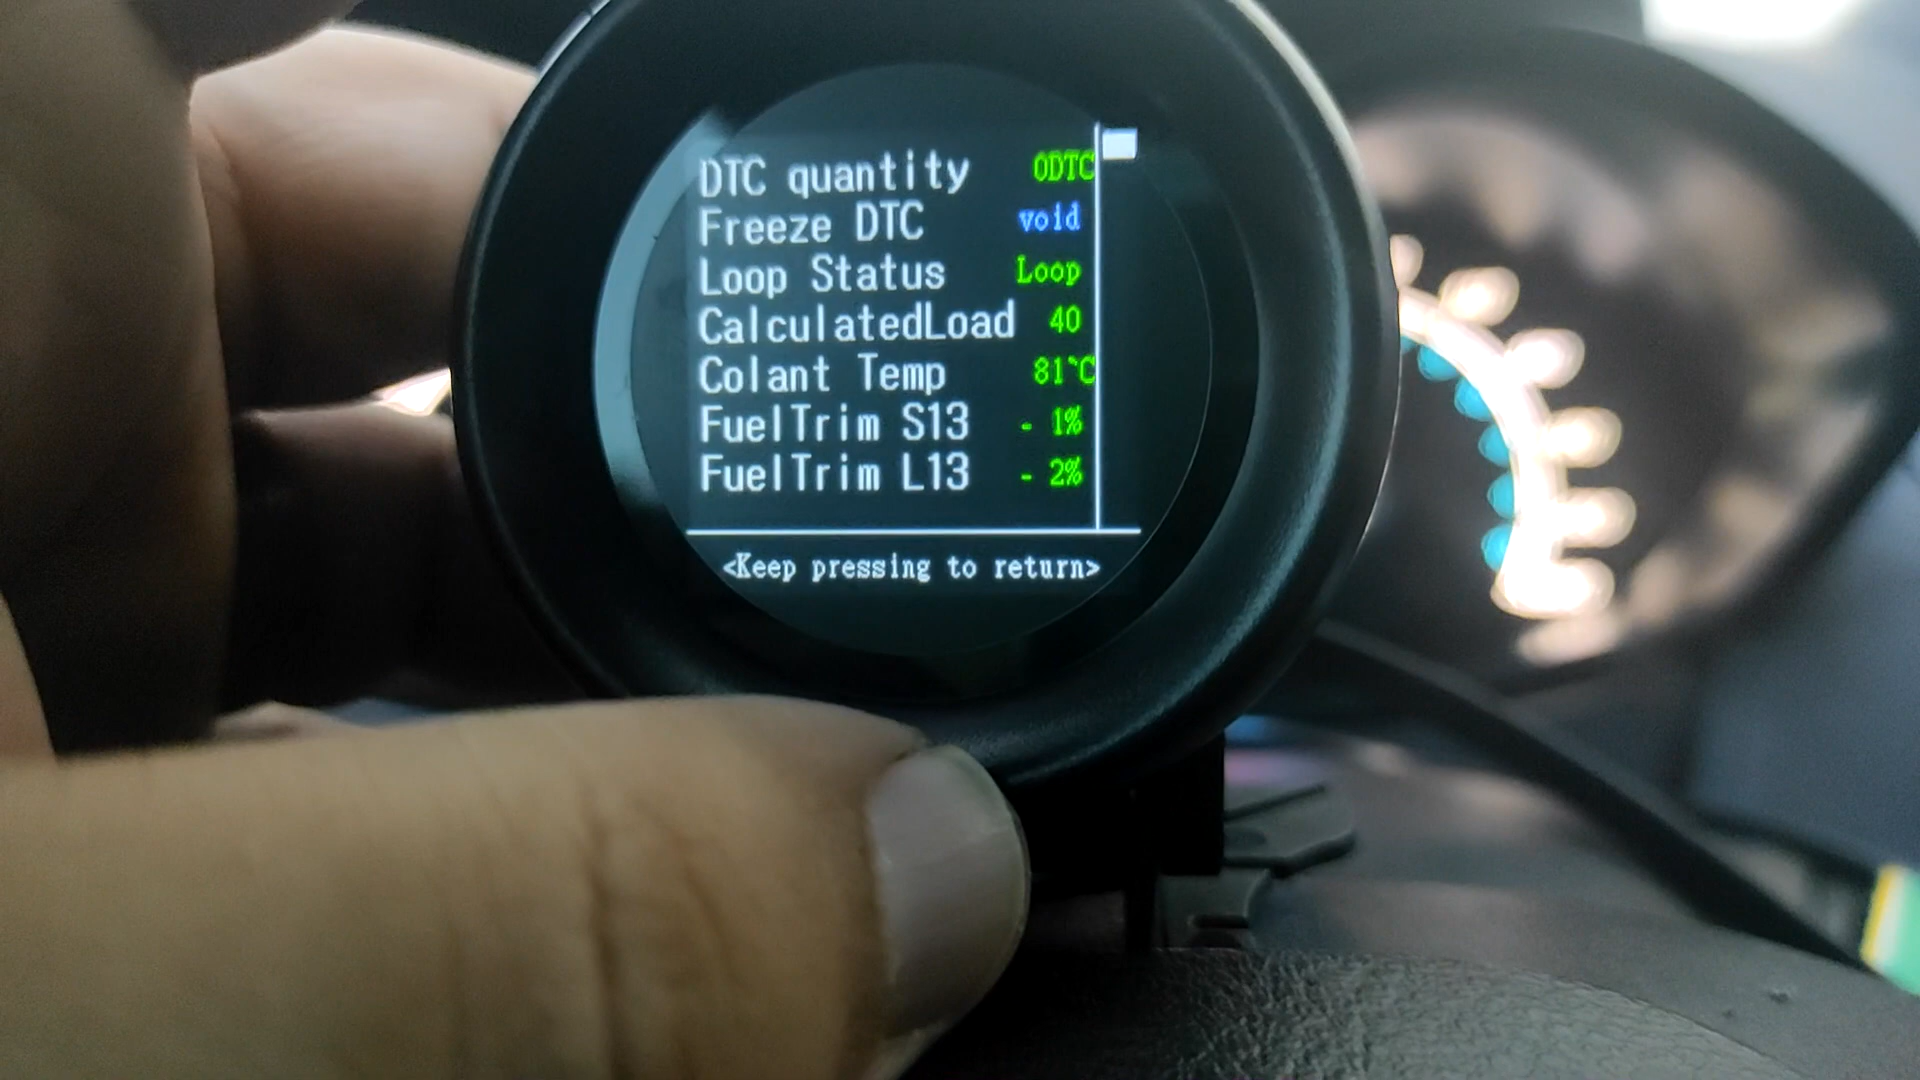 DTC quantity 0DTC
Freeze DTC void
Loop Status Loop
CalculatedLoad 40
Colant Temp 81`C
FuelTrim S13 - 1%
FuelTrim L13 - 2%
<Keep pressing to return>